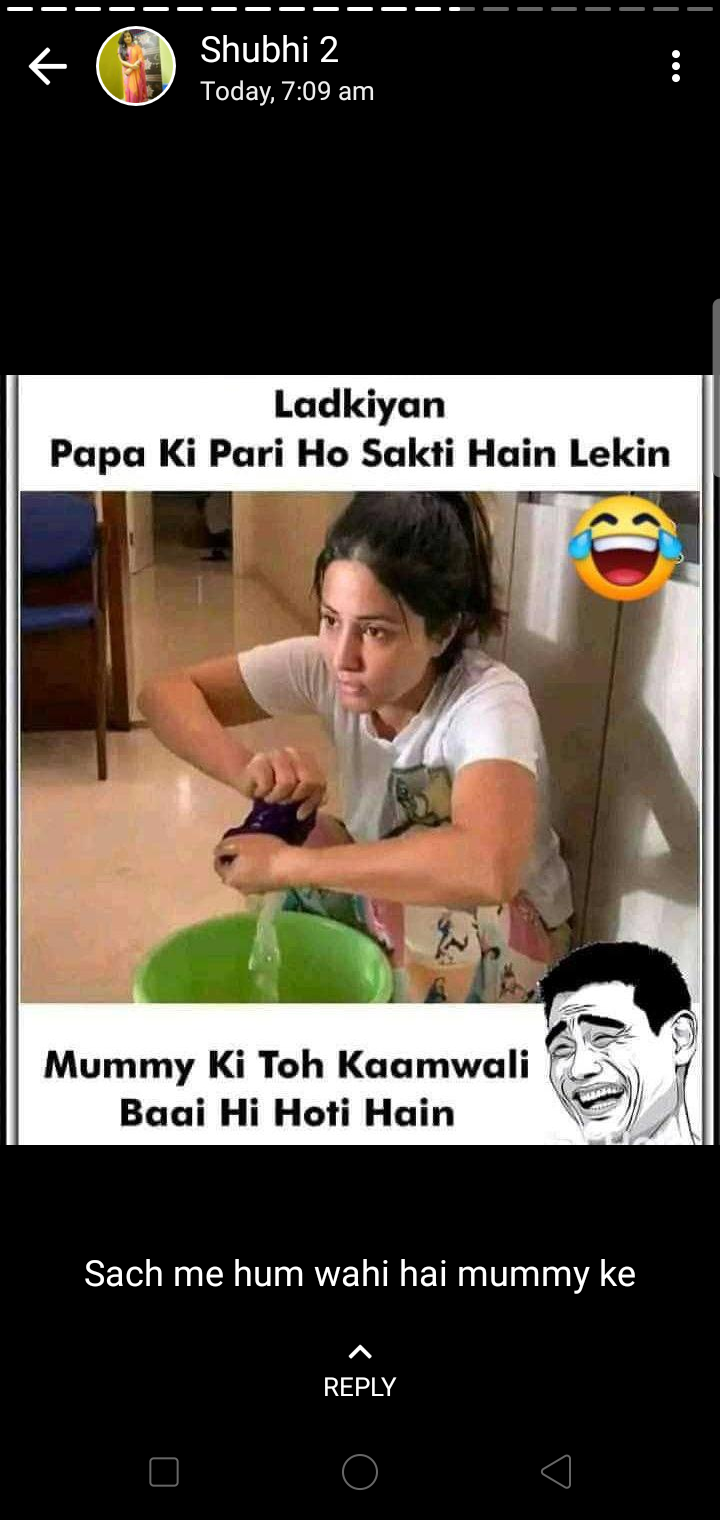 Shubhi 2
Today, 7:09 am
Ladkiyan
Papa Ki Pari Ho Sakti Hain Lekin
Mummy Ki Toh Kaamwali
Baai Hi Hoti Hain
Sach me hum wahi hai mummy ke
REPLY